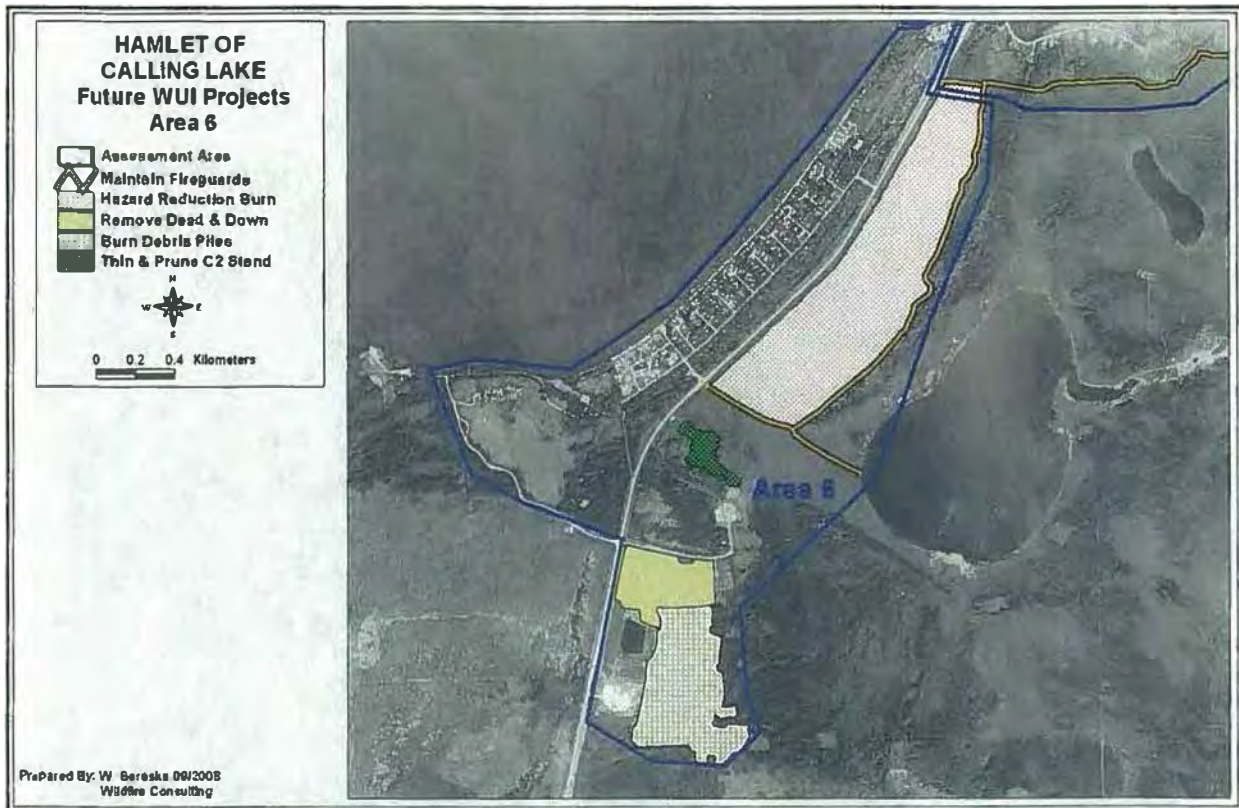 HAMLET OF
CALLING LAKE
Future WUI Projects
Area 6
Assessment Area
Maintain Fireguards
Hazard Reduction Burn
Remove Dead & Down
Burn Debris Piles
Thin & Prune C2 Stand
N
W E
S
0 0.2 0.4 Kilometers
Area 6
Prepared By: W Bereska 09/2008
Wildfire Consulting